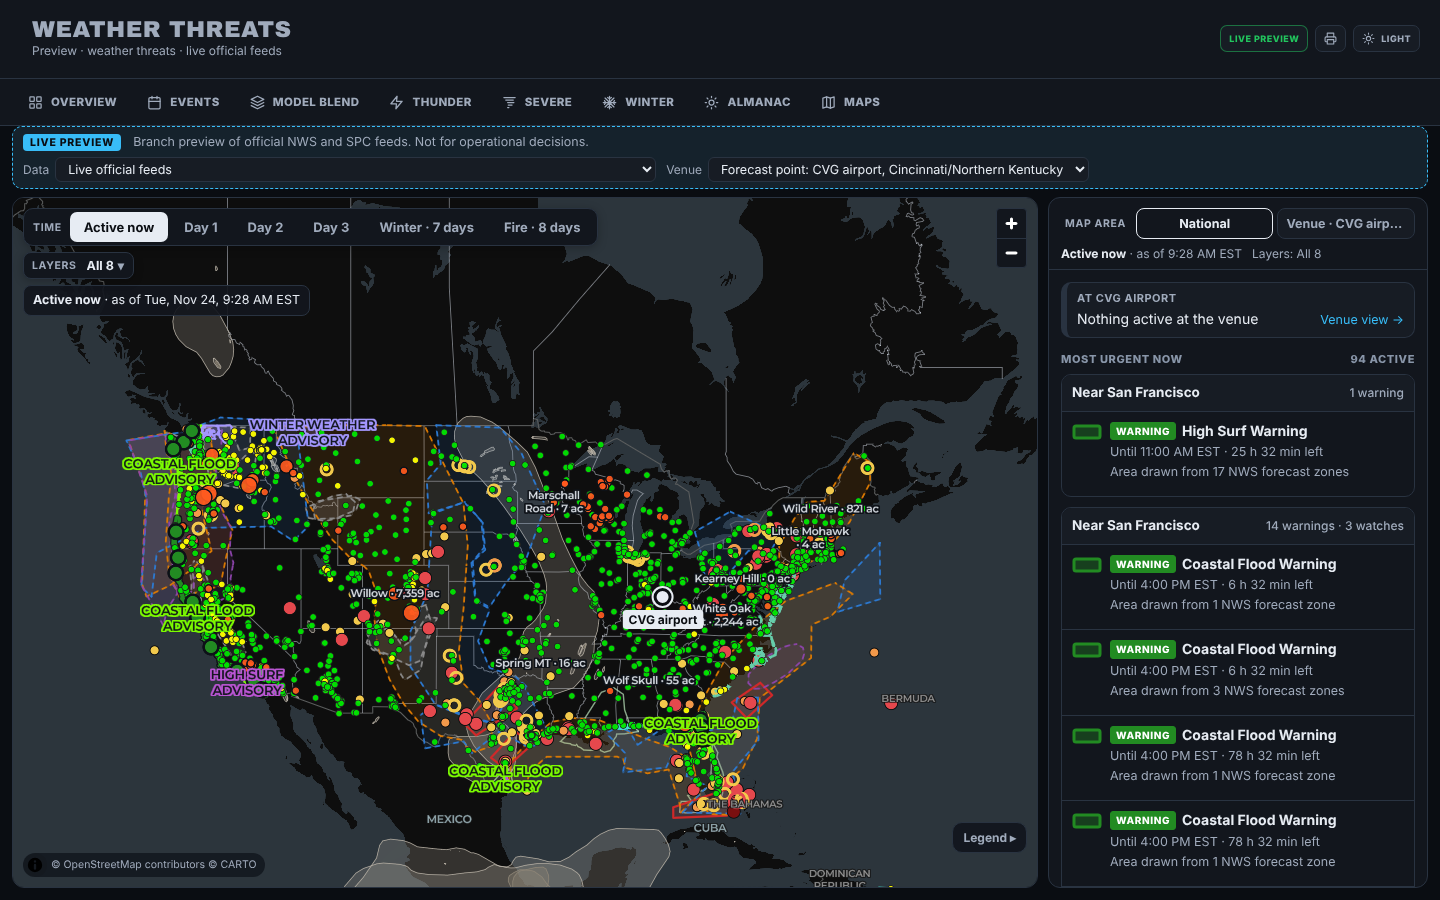 WEATHER THREATS
Preview · weather threats · live official feeds
LIVE PREVIEW
LIGHT
OVERVIEW
EVENTS
MODEL BLEND
THUNDER
SEVERE
WINTER
ALMANAC
MAPS
LIVE PREVIEW Branch preview of official NWS and SPC feeds. Not for operational decisions.
Data Live official feeds Venue Forecast point: CVG airport, Cincinnati/Northern Kentucky
TIME Active now Day 1 Day 2 Day 3 Winter · 7 days Fire · 8 days
LAYERS All 8 ▾
Active now · as of Tue, Nov 24, 9:28 AM EST
+
−
WINTER WEATHER
ADVISORY
COASTAL FLOOD
ADVISORY
Marschall
Road · 7 ac
Wild River · 821 ac
Little Mohawk
· 4 ac
Kearney Hill · 0 ac
Willow · 7,359 ac
White Oak
· 2,244 ac
CVG airport
COASTAL FLOOD
ADVISORY
Spring MT · 16 ac
Wolf Skull · 55 ac
HIGH SURF
ADVISORY
BERMUDA
COASTAL FLOOD
ADVISORY
COASTAL FLOOD
ADVISORY
THE BAHAMAS
MEXICO
CUBA
DOMINICAN
REPUBLIC
Legend ▸
© OpenStreetMap contributors © CARTO
MAP AREA National Venue · CVG airp...
Active now · as of 9:28 AM EST Layers: All 8
AT CVG AIRPORT
Nothing active at the venue Venue view →
MOST URGENT NOW 94 ACTIVE
Near San Francisco 1 warning
WARNING High Surf Warning
Until 11:00 AM EST · 25 h 32 min left
Area drawn from 17 NWS forecast zones
Near San Francisco 14 warnings · 3 watches
WARNING Coastal Flood Warning
Until 4:00 PM EST · 6 h 32 min left
Area drawn from 1 NWS forecast zone
WARNING Coastal Flood Warning
Until 4:00 PM EST · 6 h 32 min left
Area drawn from 3 NWS forecast zones
WARNING Coastal Flood Warning
Until 4:00 PM EST · 78 h 32 min left
Area drawn from 1 NWS forecast zone
WARNING Coastal Flood Warning
Until 4:00 PM EST · 78 h 32 min left
Area drawn from 1 NWS forecast zone